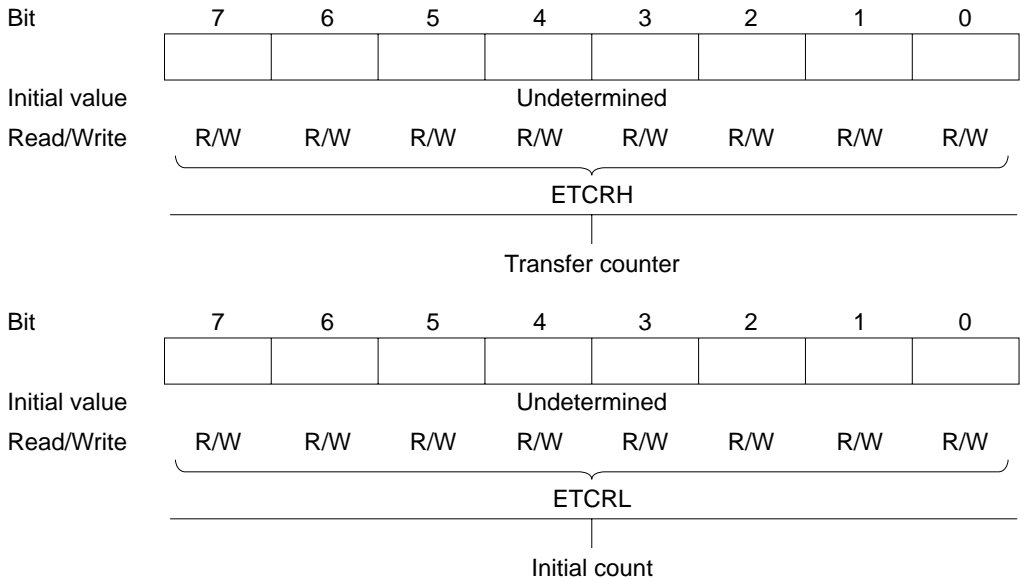 Bit 7 6 5 4 3 2 1 0
Initial value Undetermined
Read/Write R/W R/W R/W R/W R/W R/W R/W R/W
ETCRH
Transfer counter
Bit 7 6 5 4 3 2 1 0
Initial value Undetermined
Read/Write R/W R/W R/W R/W R/W R/W R/W R/W
ETCRL
Initial count